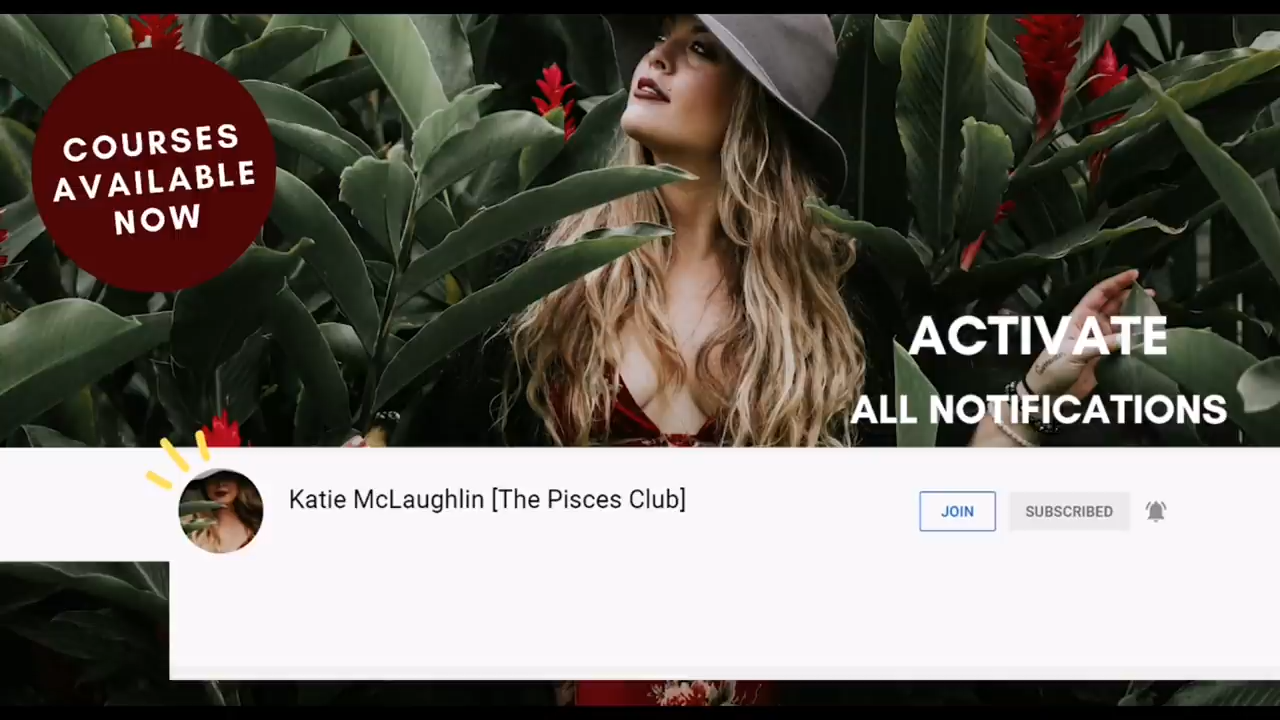 COURSES
AVAILABLE
NOW
ACTIVATE
ALL NOTIFICATIONS
Katie McLaughlin [The Pisces Club]
JOIN
SUBSCRIBED